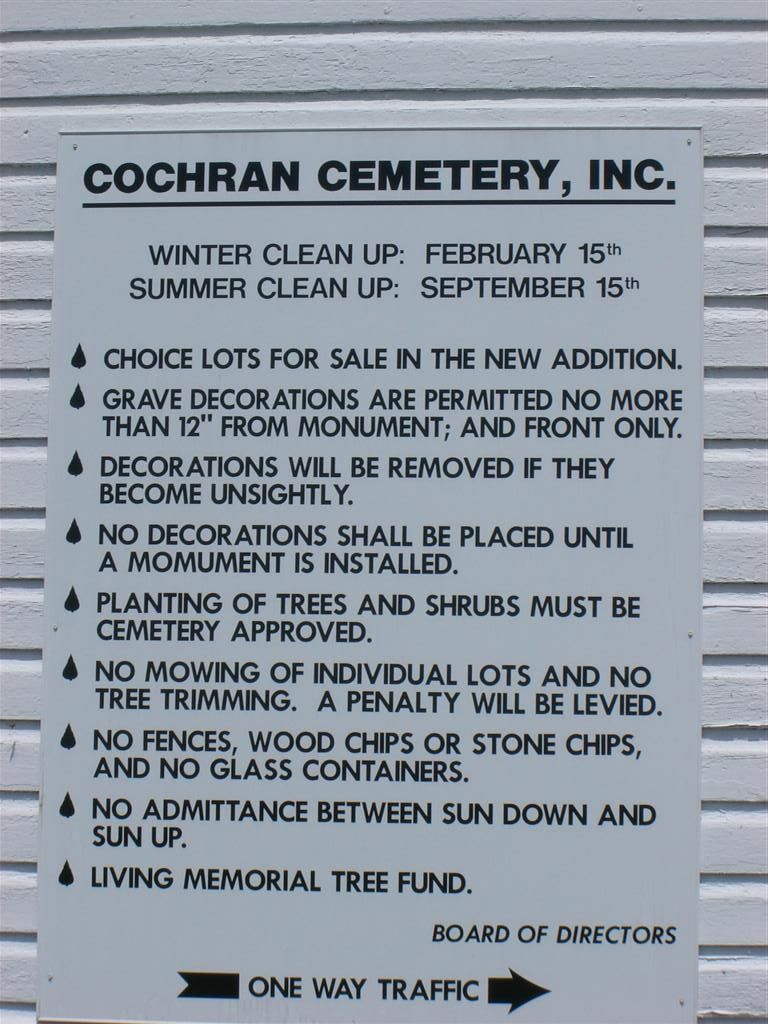 COCHRAN CEMETERY, INC.
WINTER CLEAN UP: FEBRUARY 15th
SUMMER CLEAN UP: SEPTEMBER 15th
CHOICE LOTS FOR SALE IN THE NEW ADDITION.
GRAVE DECORATIONS ARE PERMITTED NO MORE
THAN 12" FROM MONUMENT; AND FRONT ONLY.
DECORATIONS WILL BE REMOVED IF THEY
BECOME UNSIGHTLY.
NO DECORATIONS SHALL BE PLACED UNTIL
A MOMUMENT IS INSTALLED.
PLANTING OF TREES AND SHRUBS MUST BE
CEMETERY APPROVED.
NO MOWING OF INDIVIDUAL LOTS AND NO
TREE TRIMMING. A PENALTY WILL BE LEVIED.
NO FENCES, WOOD CHIPS OR STONE CHIPS,
AND NO GLASS CONTAINERS.
NO ADMITTANCE BETWEEN SUN DOWN AND
SUN UP.
LIVING MEMORIAL TREE FUND.
BOARD OF DIRECTORS
ONE WAY TRAFFIC